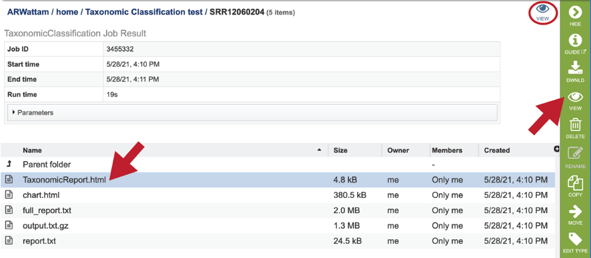 ARWattam / home / Taxonomic Classification test / SRR12060204 (5 items)
VIEW
TaxonomicClassification Job Result
Job ID 3455332
Start time 5/28/21, 4:10 PM
End time 5/28/21, 4:11 PM
Run time 19s
Parameters
Name Size Owner Members Created
Parent folder -
TaxonomicReport.html 4.8 kB me Only me 5/28/21, 4:10 PM
chart.html 380.5 kB me Only me 5/28/21, 4:10 PM
full_report.txt 2.0 MB me Only me 5/28/21, 4:10 PM
output.txt.gz 1.3 MB me Only me 5/28/21, 4:10 PM
report.txt 24.5 kB me Only me 5/28/21, 4:10 PM
HIDE
GUIDE
DWNLD
VIEW
DELETE
RENAME
COPY
MOVE
EDIT TYPE